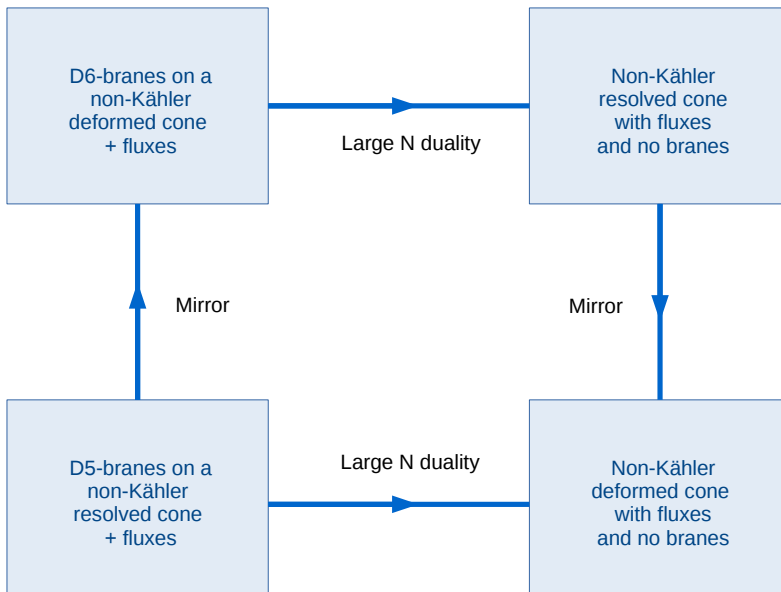 D6-branes on a
non-Kähler
deformed cone
+ fluxes
Large N duality
Non-Kähler
resolved cone
with fluxes
and no branes
Mirror
Mirror
D5-branes on a
non-Kähler
resolved cone
+ fluxes
Large N duality
Non-Kähler
deformed cone
with fluxes
and no branes